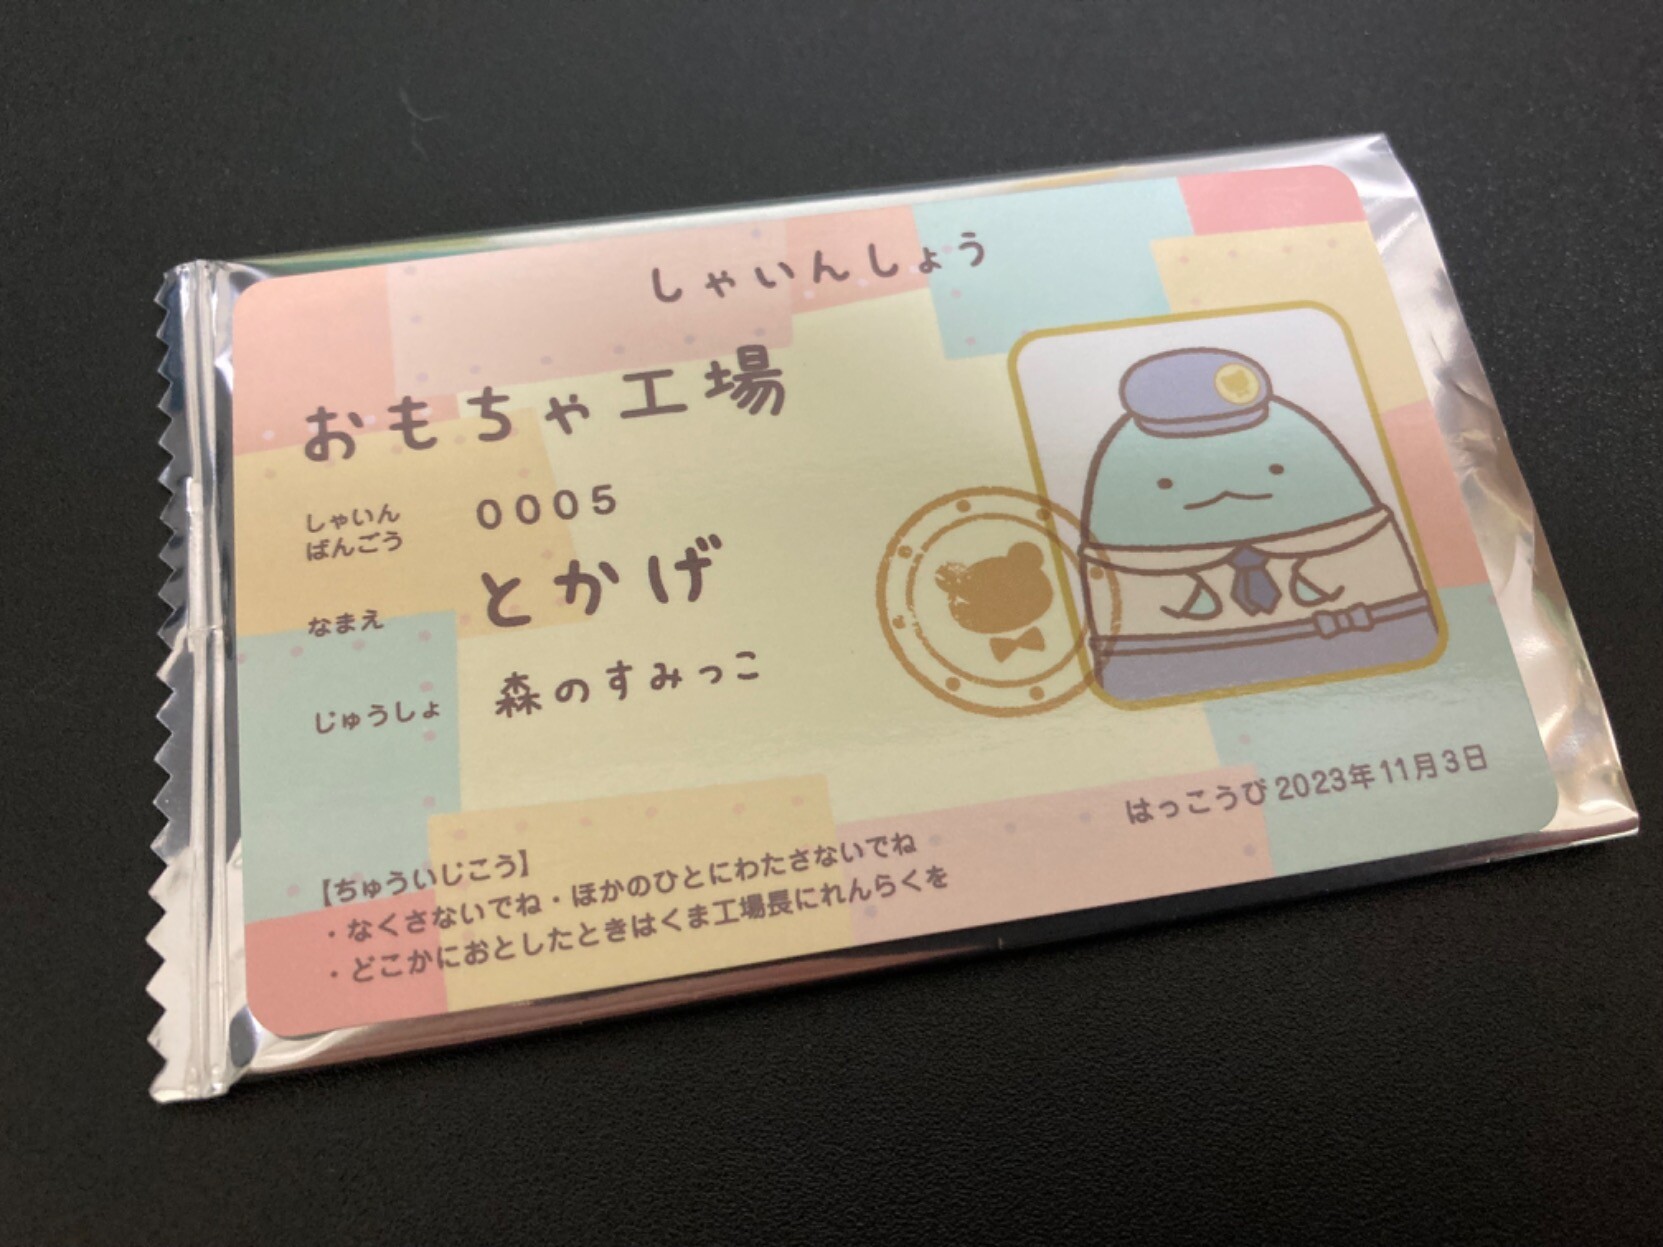 しゃいんしょう
おもちゃ工場
しゃいん
ばんごう
0005
なまえ
とかげ
じゅうしょ
森のすみっこ
はっこうび 2023年11月3日
【ちゅういじこう】
・なくさないでね・ほかのひとにわたさないでね
・どこかにおとしたときはくま工場長にれんらくを